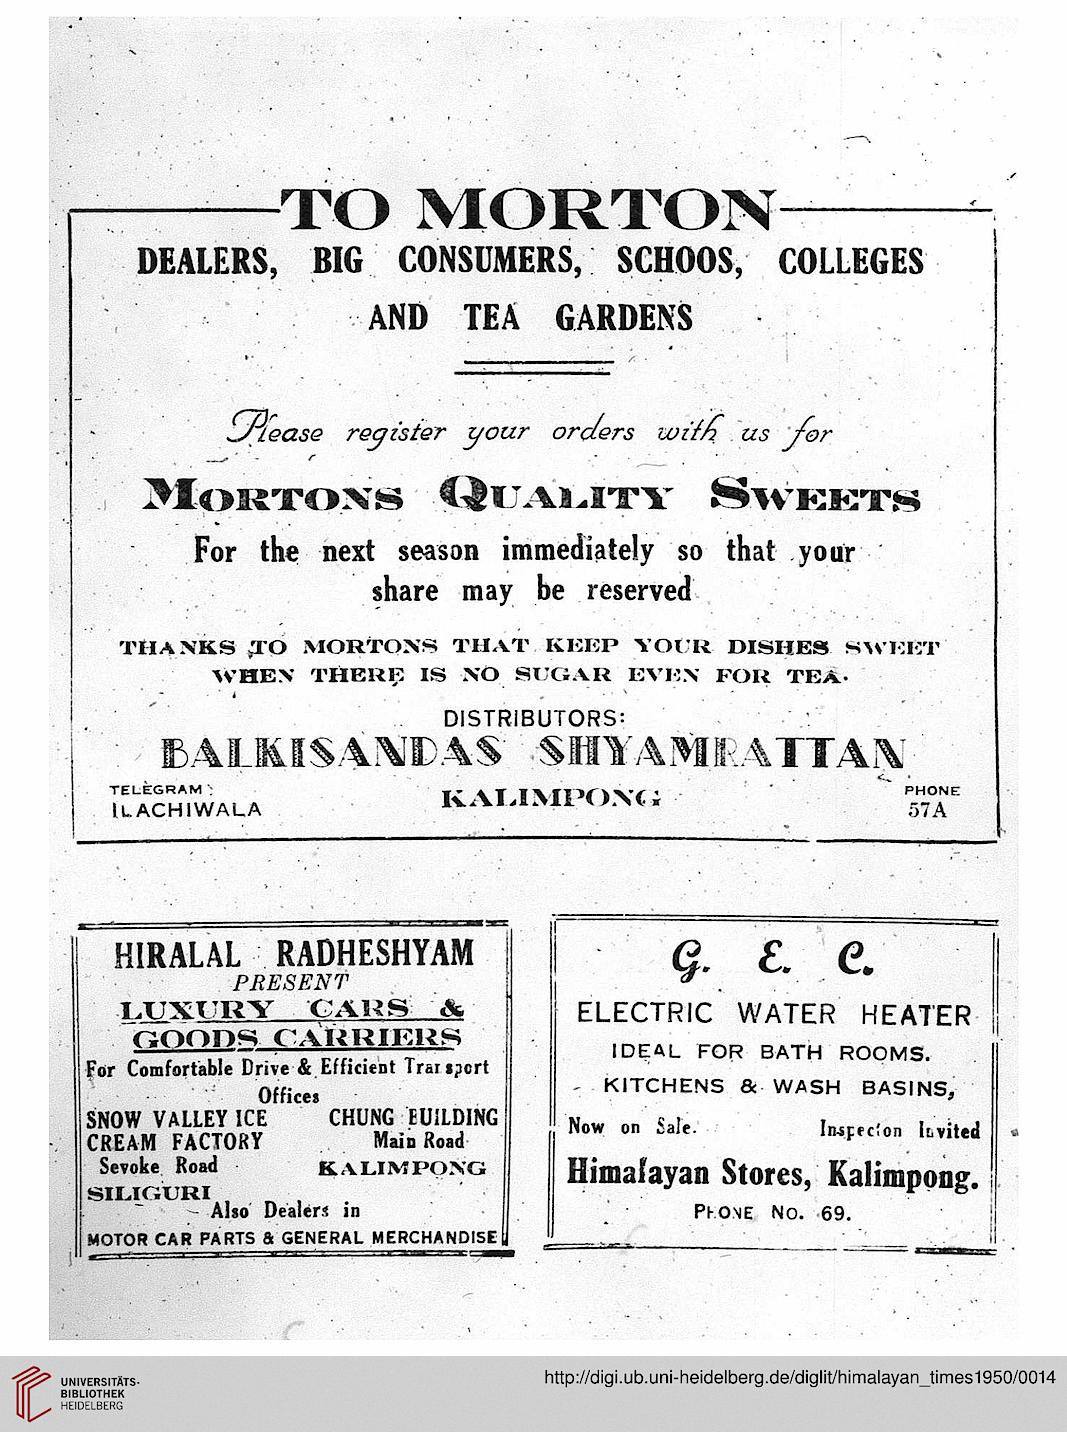 TO MORTON
DEALERS, BIG CONSUMERS, SCHOOS, COLLEGES
AND TEA GARDENS
Please register your orders with us for
MORTONS QUALITY SWEETS
For the next season immediately so that your
share may be reserved
THANKS TO MORTONS THAT KEEP YOUR DISHES SWEET
WHEN THERE IS NO SUGAR EVEN FOR TEA.
DISTRIBUTORS:
BALKISANDAS SHYAMRATTAN
TELEGRAM:
ILACHIWALA
KALIMPONG
PHONE
57A
HIRALAL RADHESHYAM
PRESENT
LUXURY CARS &
GOODS CARRIERS
For Comfortable Drive & Efficient Transport
Offices
SNOW VALLEY ICE
CREAM FACTORY
Sevoke Road
SILIGURI
CHUNG BUILDING
Main Road
KALIMPONG
Also Dealers in
MOTOR CAR PARTS & GENERAL MERCHANDISE
G. E. C.
ELECTRIC WATER HEATER
IDEAL FOR BATH ROOMS.
KITCHENS & WASH BASINS,
Now on Sale. Inspecion Invited
Himalayan Stores, Kalimpong.
PHONE No. 69.
UNIVERSITÄTS-
BIBLIOTHEK
HEIDELBERG
http://digi.ub.uni-heidelberg.de/diglit/himalayan_times1950/0014